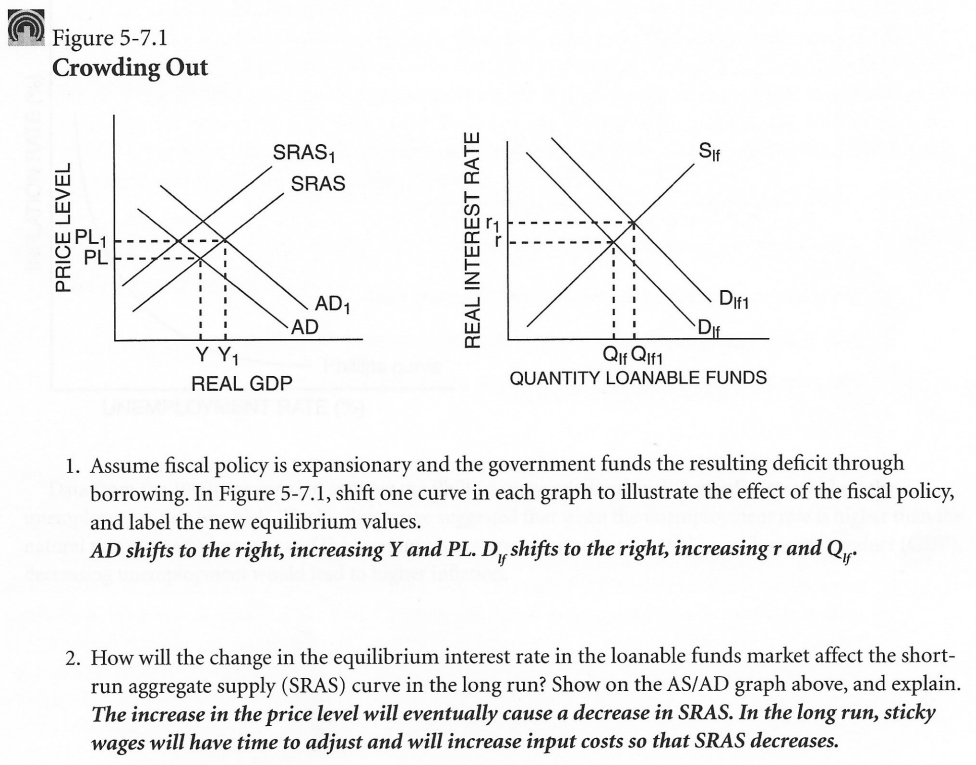 Figure 5-7.1
Crowding Out
PRICE LEVEL
SRAS1
SRAS
PL1
PL
AD1
AD
Y Y1
REAL GDP
REAL INTEREST RATE
Slf
r1
r
Dlf1
Dlf
Qlf Qlf1
QUANTITY LOANABLE FUNDS
1. Assume fiscal policy is expansionary and the government funds the resulting deficit through
borrowing. In Figure 5-7.1, shift one curve in each graph to illustrate the effect of the fiscal policy,
and label the new equilibrium values.
AD shifts to the right, increasing Y and PL. Dlf shifts to the right, increasing r and Qlf.
2. How will the change in the equilibrium interest rate in the loanable funds market affect the short-
run aggregate supply (SRAS) curve in the long run? Show on the AS/AD graph above, and explain.
The increase in the price level will eventually cause a decrease in SRAS. In the long run, sticky
wages will have time to adjust and will increase input costs so that SRAS decreases.